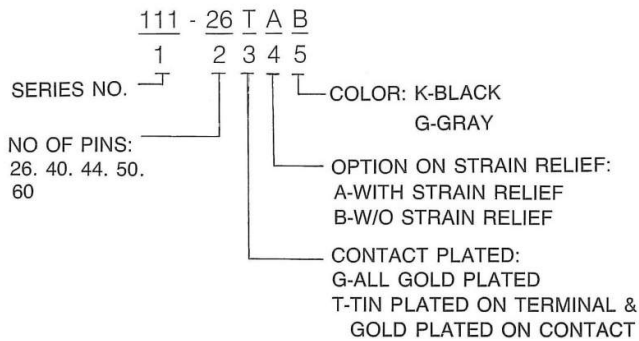 111 - 26 T A B
1 2 3 4 5
SERIES NO.
COLOR: K-BLACK
G-GRAY
NO OF PINS:
26. 40. 44. 50.
60
OPTION ON STRAIN RELIEF:
A-WITH STRAIN RELIEF
B-W/O STRAIN RELIEF
CONTACT PLATED:
G-ALL GOLD PLATED
T-TIN PLATED ON TERMINAL &
GOLD PLATED ON CONTACT